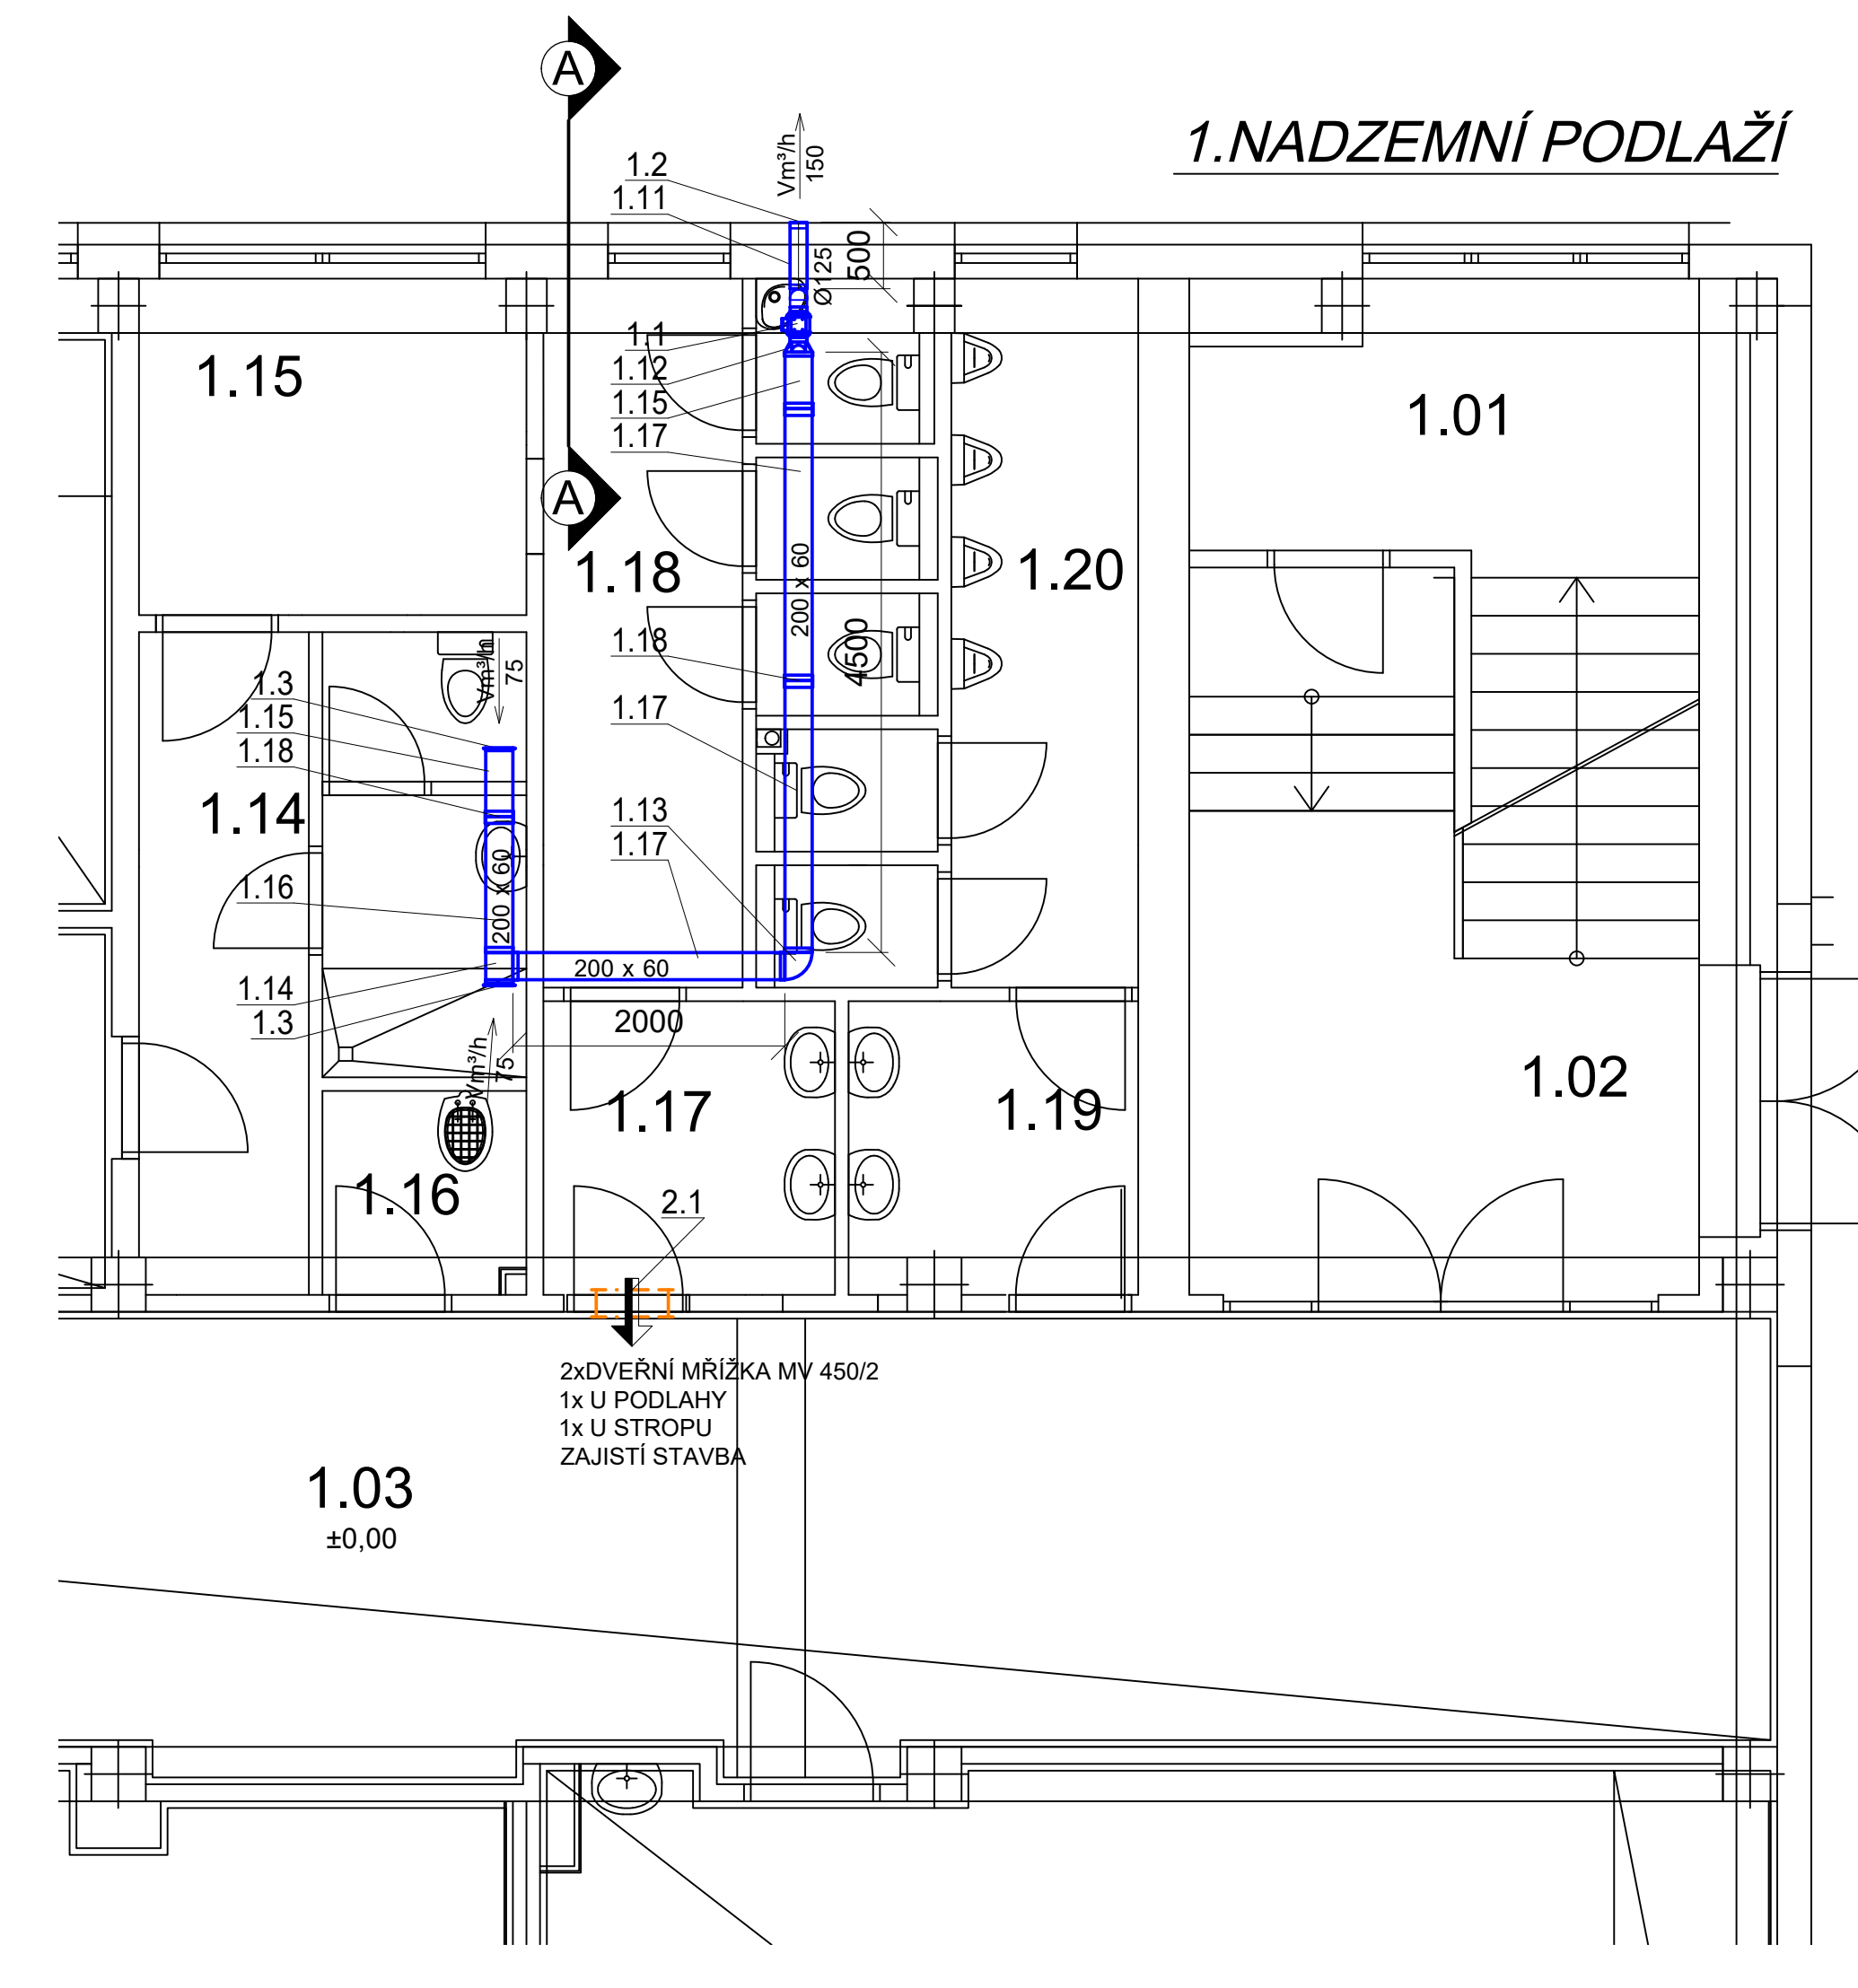 A
1.NADZEMNÍ PODLAŽÍ
Vm³/h
150
1.2
1.11
Ø125
500
1.1
1.12
1.15
1.17
1.15
1.01
A
1.18
1.20
200 x 60
4500
1.18
1.17
Vm³/h
75
1.3
1.15
1.18
1.14
1.13
1.17
1.16
200 x 60
200 x 60
1.14
1.3
2000
Vm³/h
75
1.17
1.19
1.02
1.16
2.1
2xDVEŘNÍ MŘÍŽKA MV 450/2
1x U PODLAHY
1x U STROPU
ZAJISTÍ STAVBA
1.03
±0,00